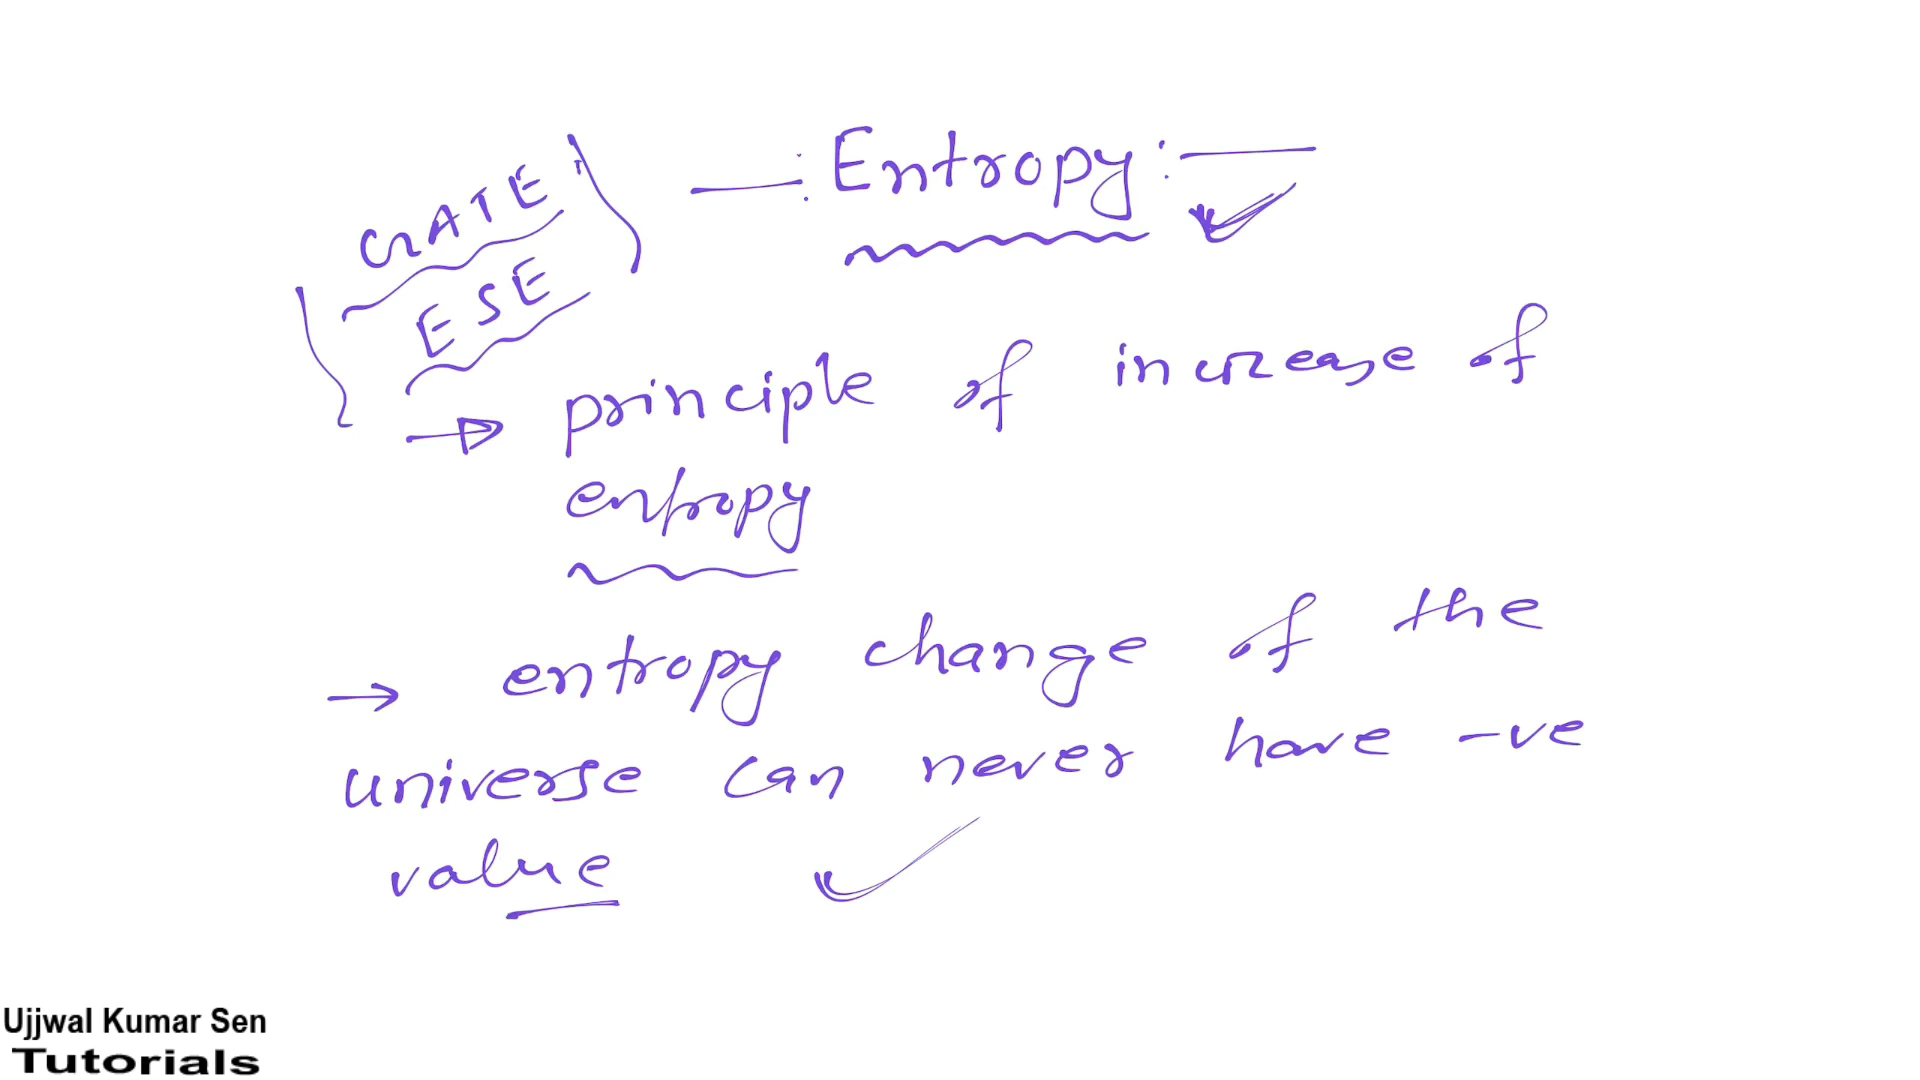 GATE
ESE
-: Entropy :-
principle of increase of
entropy
→ entropy change of the
universe can never have -ve
value
Ujjwal Kumar Sen
Tutorials